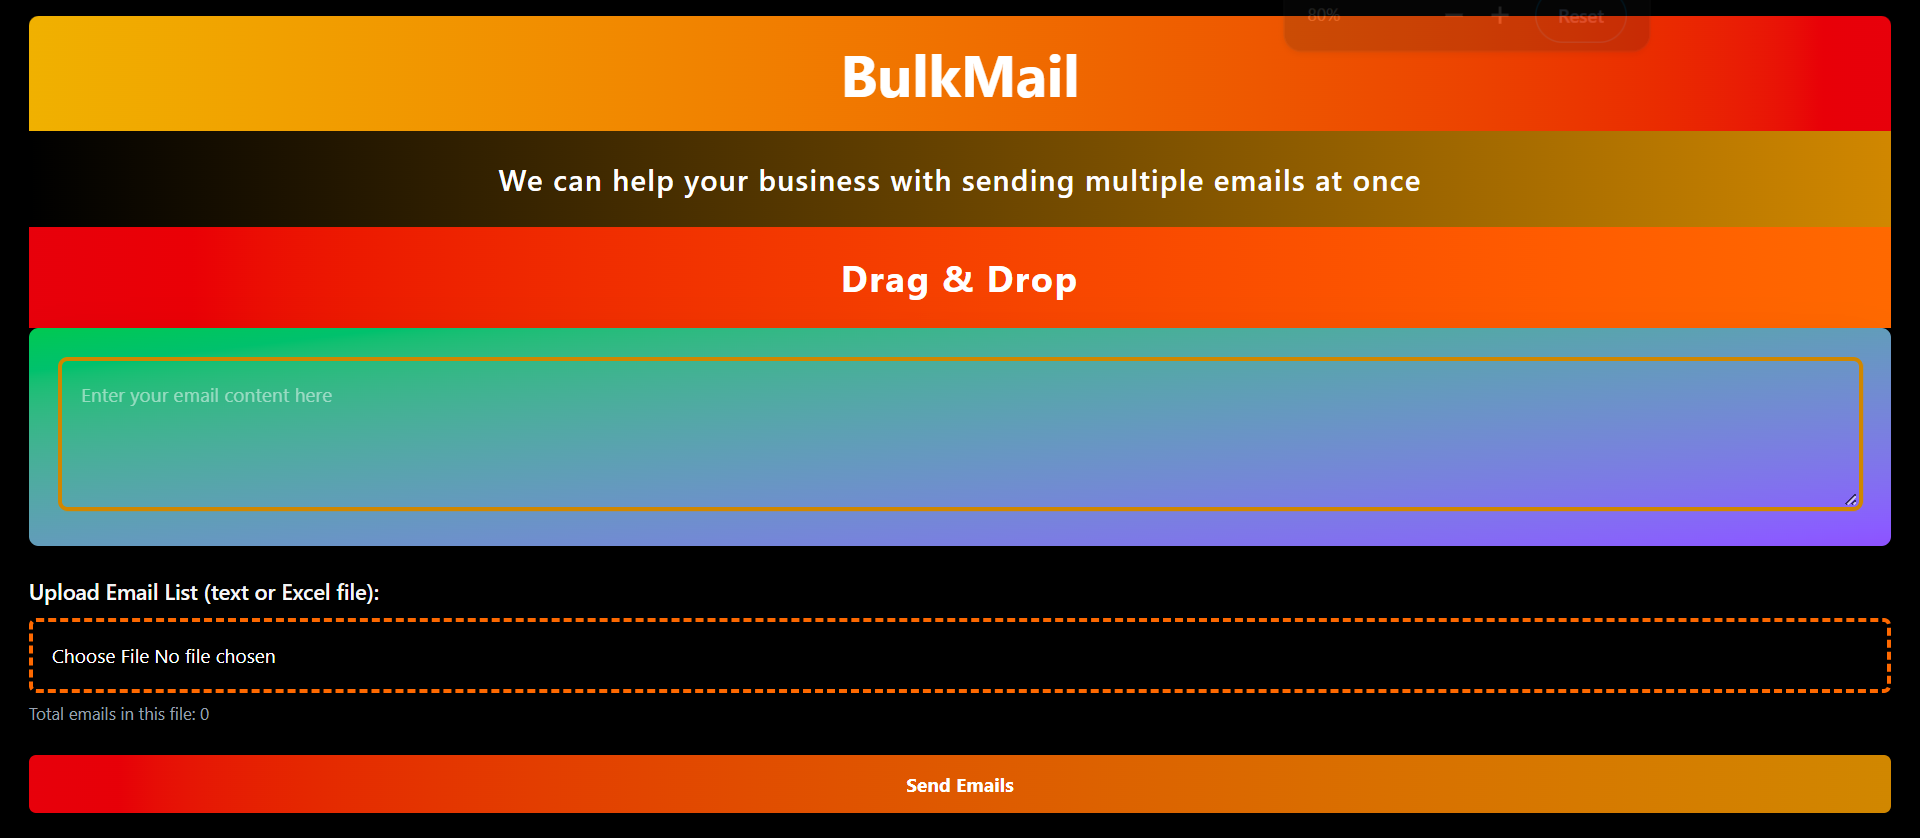 80% − + Reset
BulkMail
We can help your business with sending multiple emails at once
Drag & Drop
Enter your email content here
Upload Email List (text or Excel file):
Choose File No file chosen
Total emails in this file: 0
Send Emails